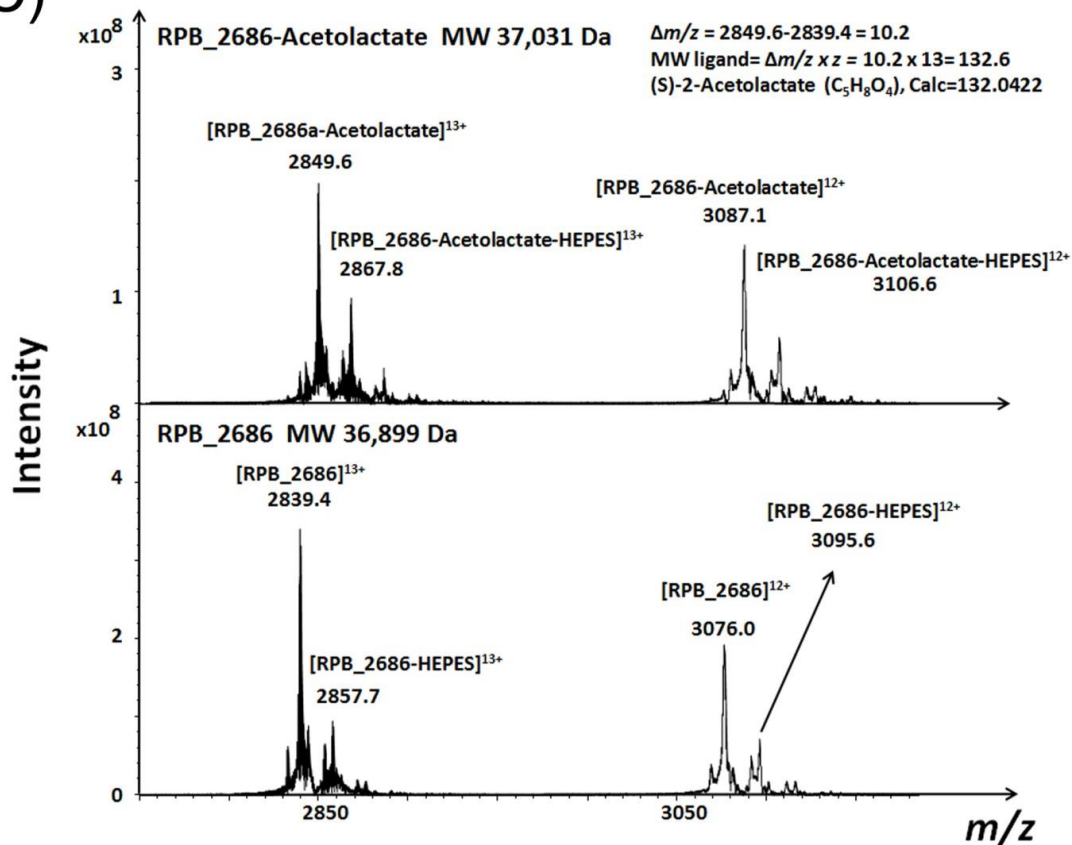 b)
x10⁸
RPB_2686-Acetolactate MW 37,031 Da
Δm/z = 2849.6-2839.4 = 10.2
MW ligand= Δm/z x z = 10.2 x 13= 132.6
(S)-2-Acetolactate (C₅H₈O₄), Calc=132.0422
3
[RPB_2686a-Acetolactate]¹³⁺
2849.6
[RPB_2686-Acetolactate]¹²⁺
3087.1
[RPB_2686-Acetolactate-HEPES]¹³⁺
2867.8
[RPB_2686-Acetolactate-HEPES]¹²⁺
3106.6
1
Intensity
8
x10
RPB_2686 MW 36,899 Da
4
[RPB_2686]¹³⁺
2839.4
[RPB_2686-HEPES]¹²⁺
3095.6
[RPB_2686]¹²⁺
3076.0
2
[RPB_2686-HEPES]¹³⁺
2857.7
0
2850
3050
m/z